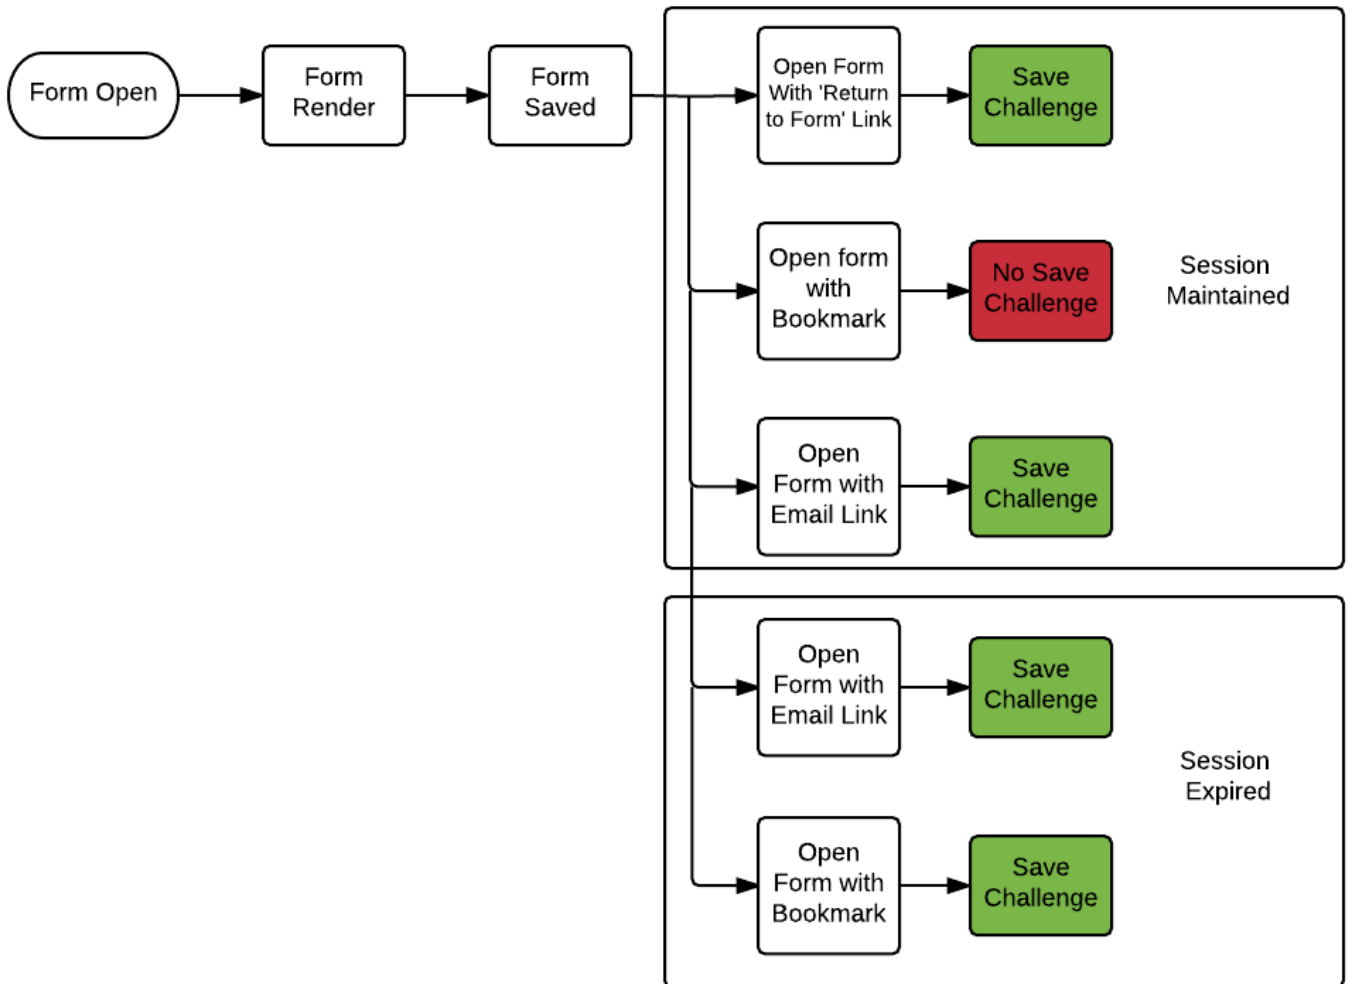 Form Open
Form
Render
Form
Saved
Open Form
With 'Return
to Form' Link
Save
Challenge
Open form
with
Bookmark
No Save
Challenge
Session
Maintained
Open
Form with
Email Link
Save
Challenge
Open
Form with
Email Link
Save
Challenge
Session
Expired
Open
Form with
Bookmark
Save
Challenge